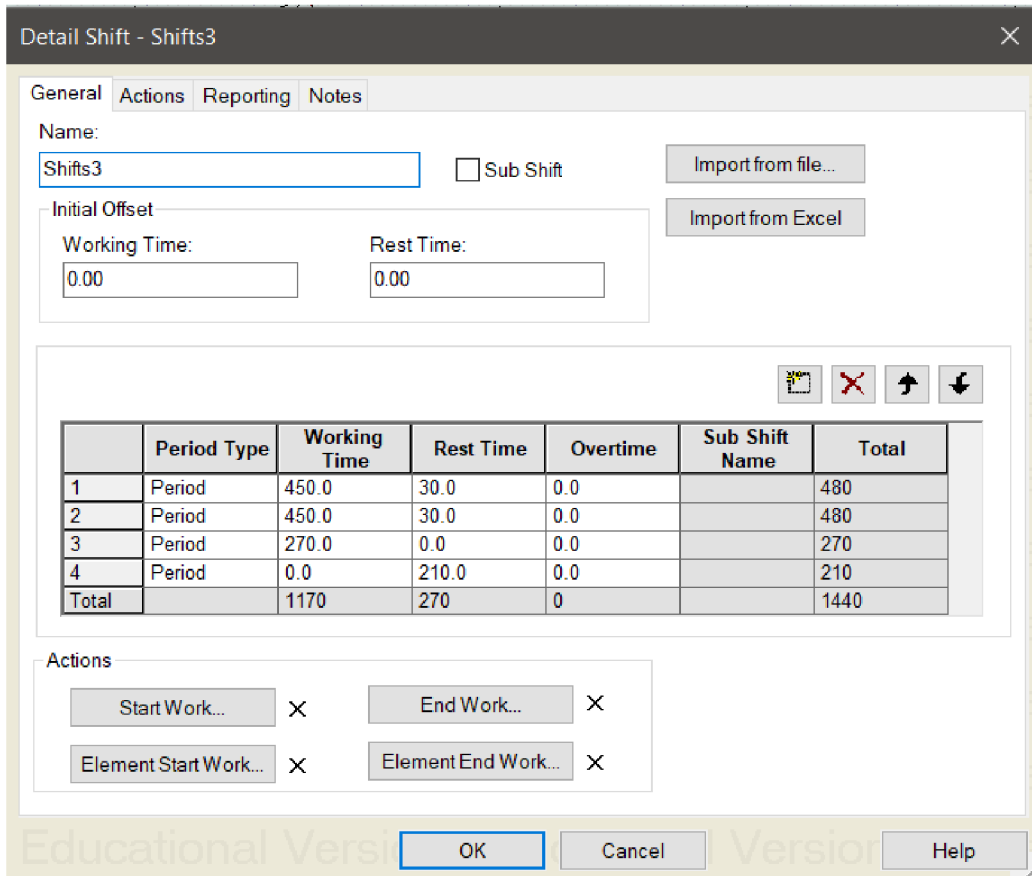 Detail Shift - Shifts3
General Actions Reporting Notes
Name:
Shifts3
Sub Shift
Import from file...
Initial Offset
Import from Excel
Working Time: Rest Time:
0.00 0.00
Period Type Working Time Rest Time Overtime Sub Shift Name Total
1 Period 450.0 30.0 0.0 480
2 Period 450.0 30.0 0.0 480
3 Period 270.0 0.0 0.0 270
4 Period 0.0 210.0 0.0 210
Total 1170 270 0 1440
Actions
Start Work... End Work...
Element Start Work... Element End Work...
Educational Version
OK Cancel Help